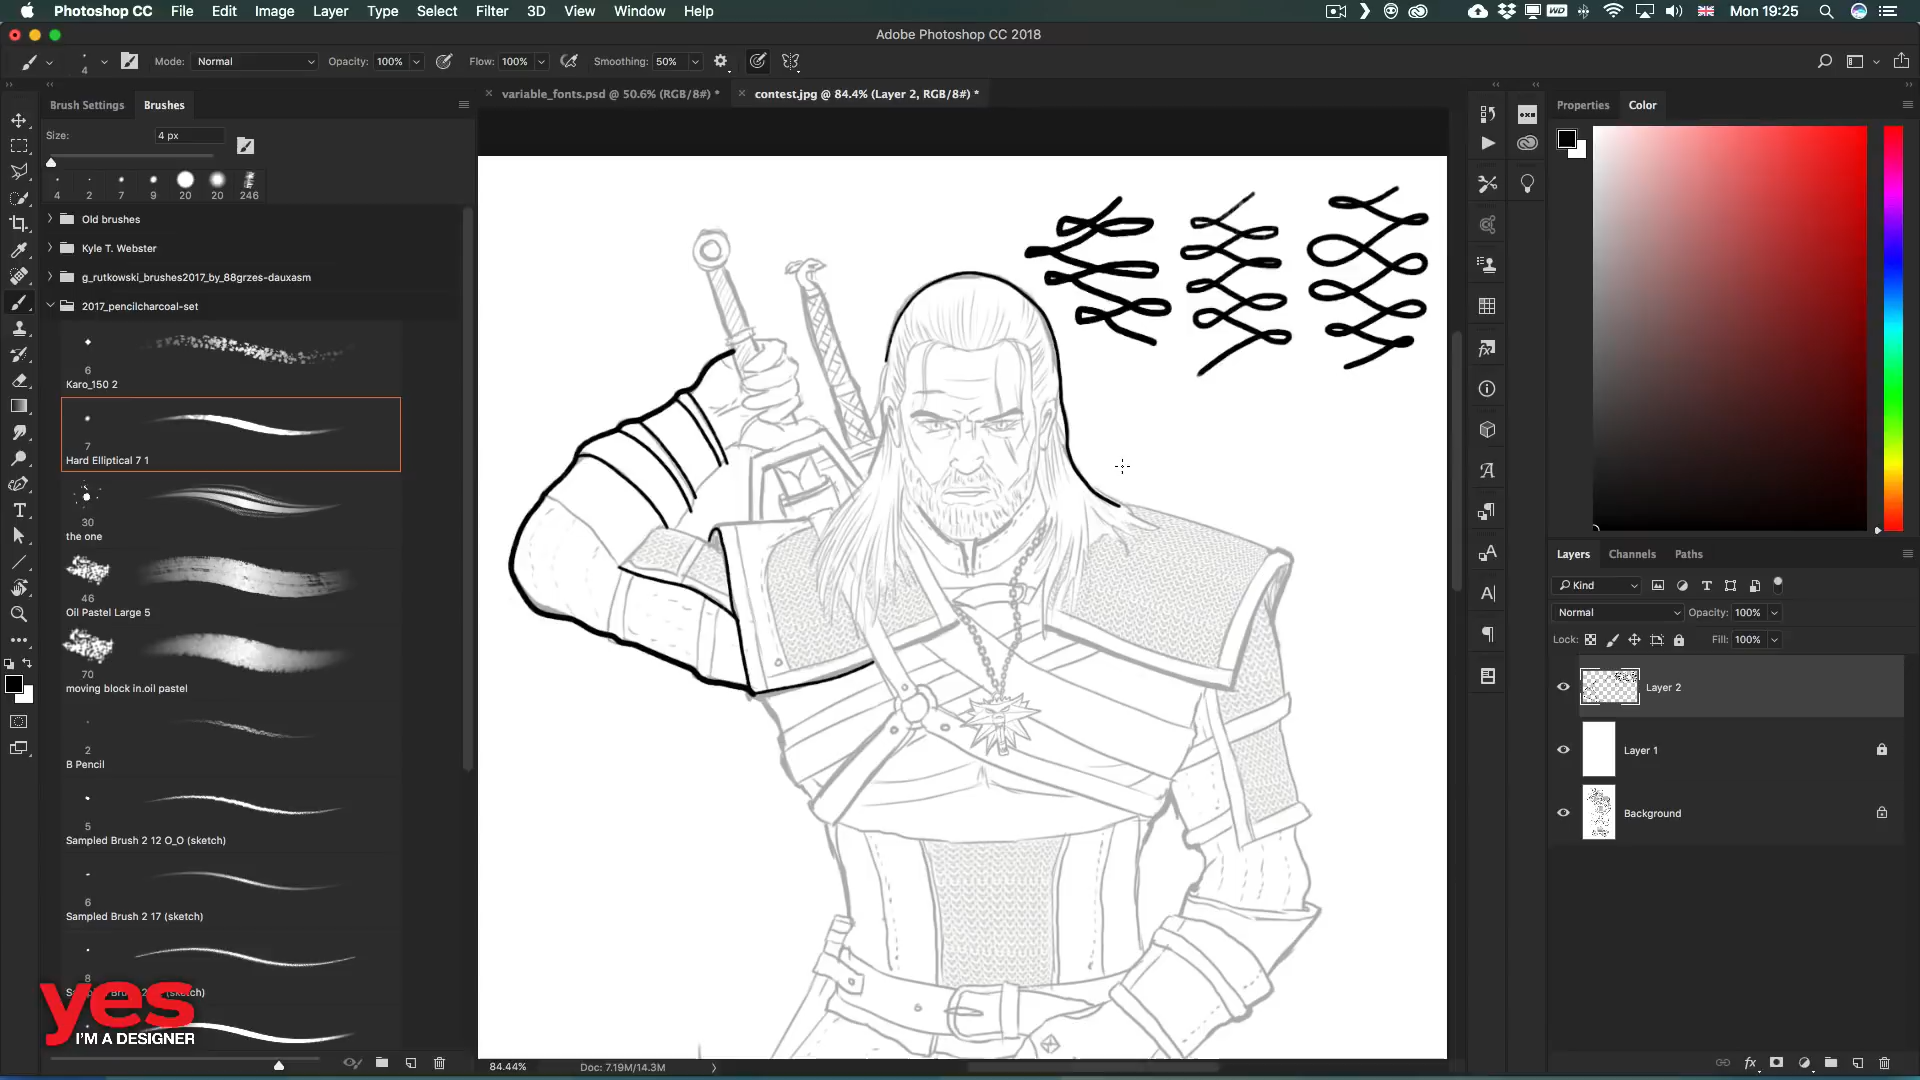 Photoshop CC File Edit Image Layer Type Select Filter 3D View Window Help WD Mon 19:25
Adobe Photoshop CC 2018
4 Mode: Normal Opacity: 100% Flow: 100% Smoothing: 50%
Brush Settings Brushes
variable_fonts.psd @ 50.6% (RGB/8#) *
contest.jpg @ 84.4% (Layer 2, RGB/8#) *
Size: 4 px
4 2 7 9 20 20 246
Old brushes
Kyle T. Webster
g_rutkowski_brushes2017_by_88grzes-dauxasm
2017_pencilcharcoal-set
6
Karo_150 2
7
Hard Elliptical 7 1
30
the one
46
Oil Pastel Large 5
70
moving block in.oil pastel
2
B Pencil
5
Sampled Brush 2 12 O_O (sketch)
6
Sampled Brush 2 17 (sketch)
8
(sketch)
yes
I'M A DESIGNER
84.44% Doc: 7.19M/14.3M
Properties Color
Layers Channels Paths
Kind
Normal Opacity: 100%
Lock: Fill: 100%
Layer 2
Layer 1
Background